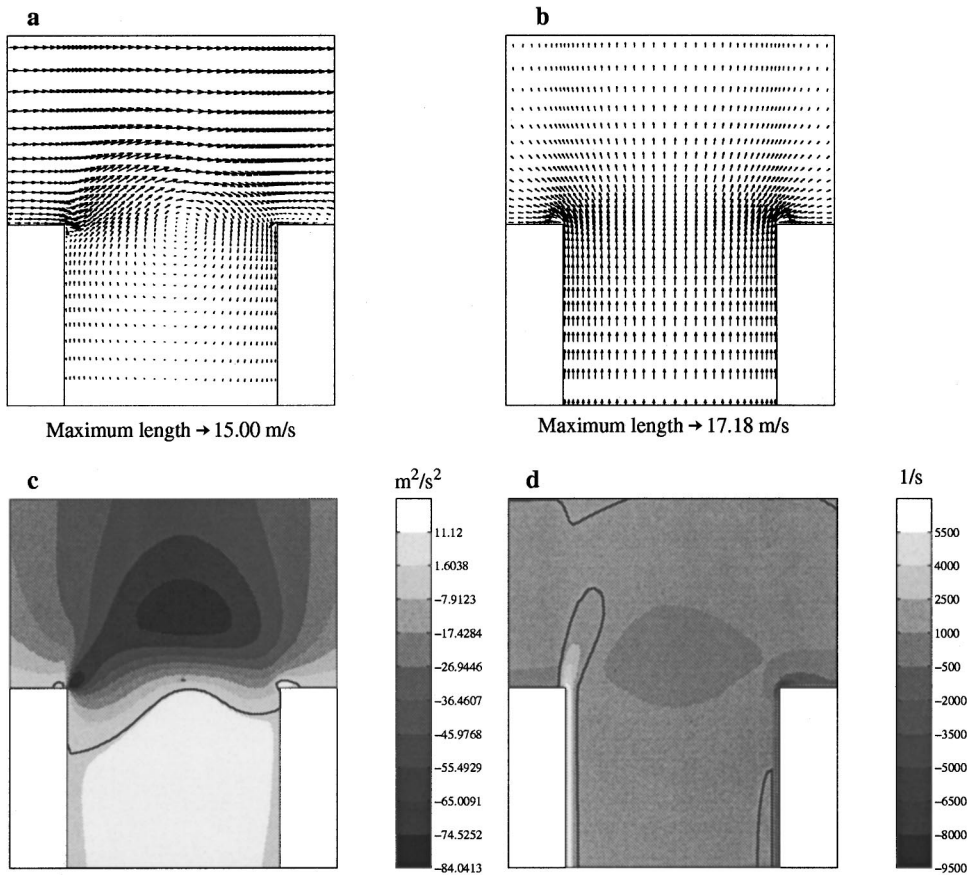 a
b
Maximum length → 15.00 m/s
Maximum length → 17.18 m/s
c
m²/s²
11.12
1.6038
−7.9123
−17.4284
−26.9446
−36.4607
−45.9768
−55.4929
−65.0091
−74.5252
−84.0413
d
1/s
5500
4000
2500
1000
−500
−2000
−3500
−5000
−6500
−8000
−9500